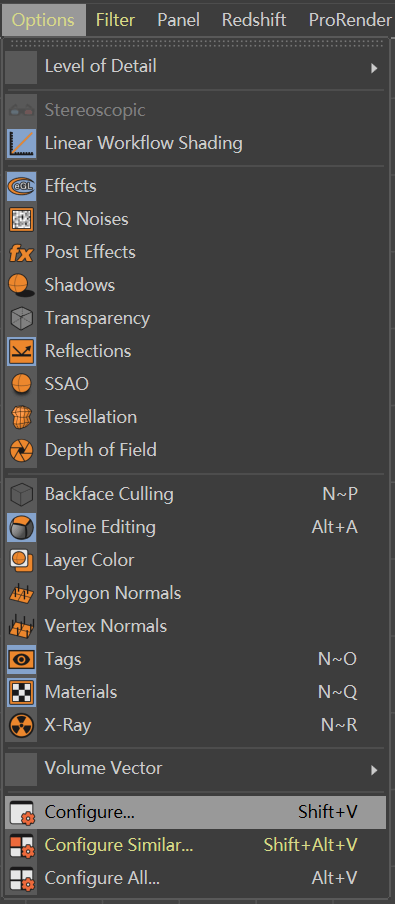 Options Filter Panel Redshift ProRender
Level of Detail
Stereoscopic
Linear Workflow Shading
eGL Effects
HQ Noises
fx Post Effects
Shadows
Transparency
Reflections
SSAO
Tessellation
Depth of Field
Backface Culling N~P
Isoline Editing Alt+A
Layer Color
Polygon Normals
Vertex Normals
Tags N~O
Materials N~Q
X-Ray N~R
Volume Vector
Configure... Shift+V
Configure Similar... Shift+Alt+V
Configure All... Alt+V